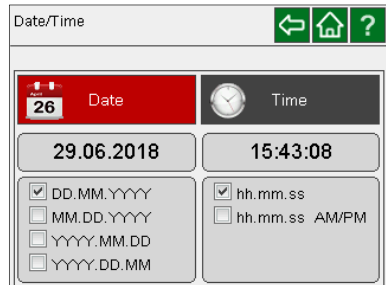 Date/Time
?
April
26
Date
Time
29.06.2018
15:43:08
DD.MM.YYYY
MM.DD.YYYY
YYYY.MM.DD
YYYY.DD.MM
hh.mm.ss
hh.mm.ss AM/PM